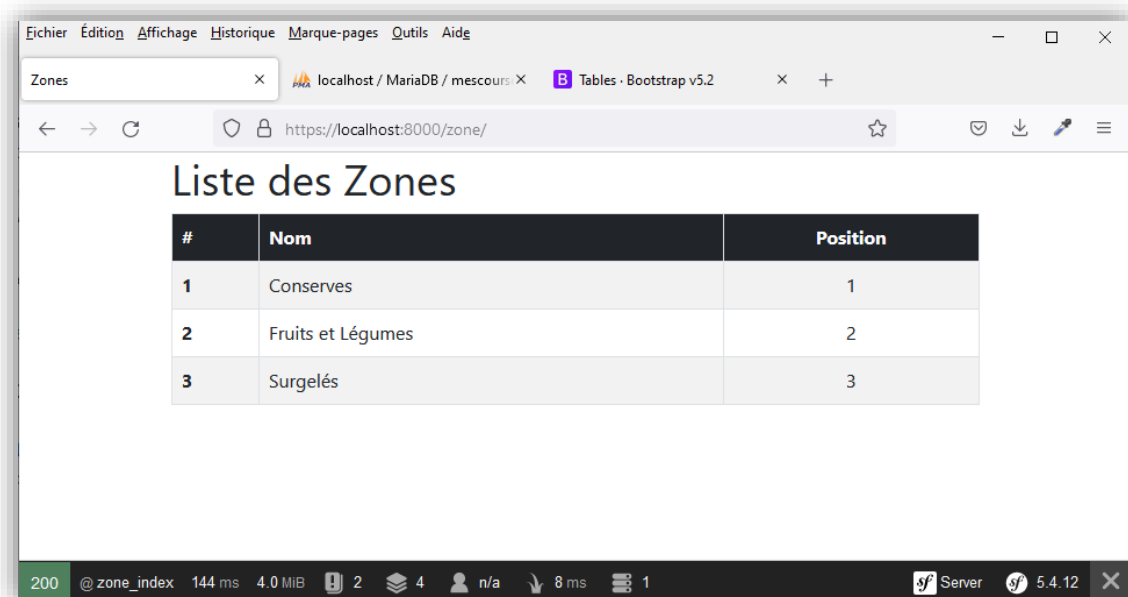 Fichier Édition Affichage Historique Marque-pages Outils Aide
Zones localhost / MariaDB / mescours Tables · Bootstrap v5.2
https://localhost:8000/zone/
Liste des Zones
# Nom Position
1 Conserves 1
2 Fruits et Légumes 2
3 Surgelés 3
200 @ zone_index 144 ms 4.0 MiB 2 4 n/a 8 ms 1 sf Server sf 5.4.12